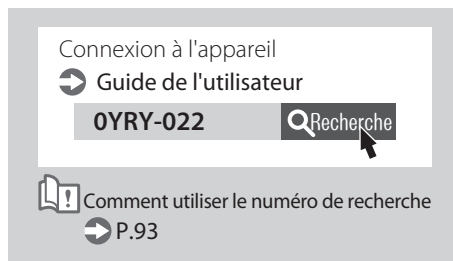 Connexion à l'appareil
Guide de l'utilisateur
0YRY-022 Recherche
Comment utiliser le numéro de recherche
P.93